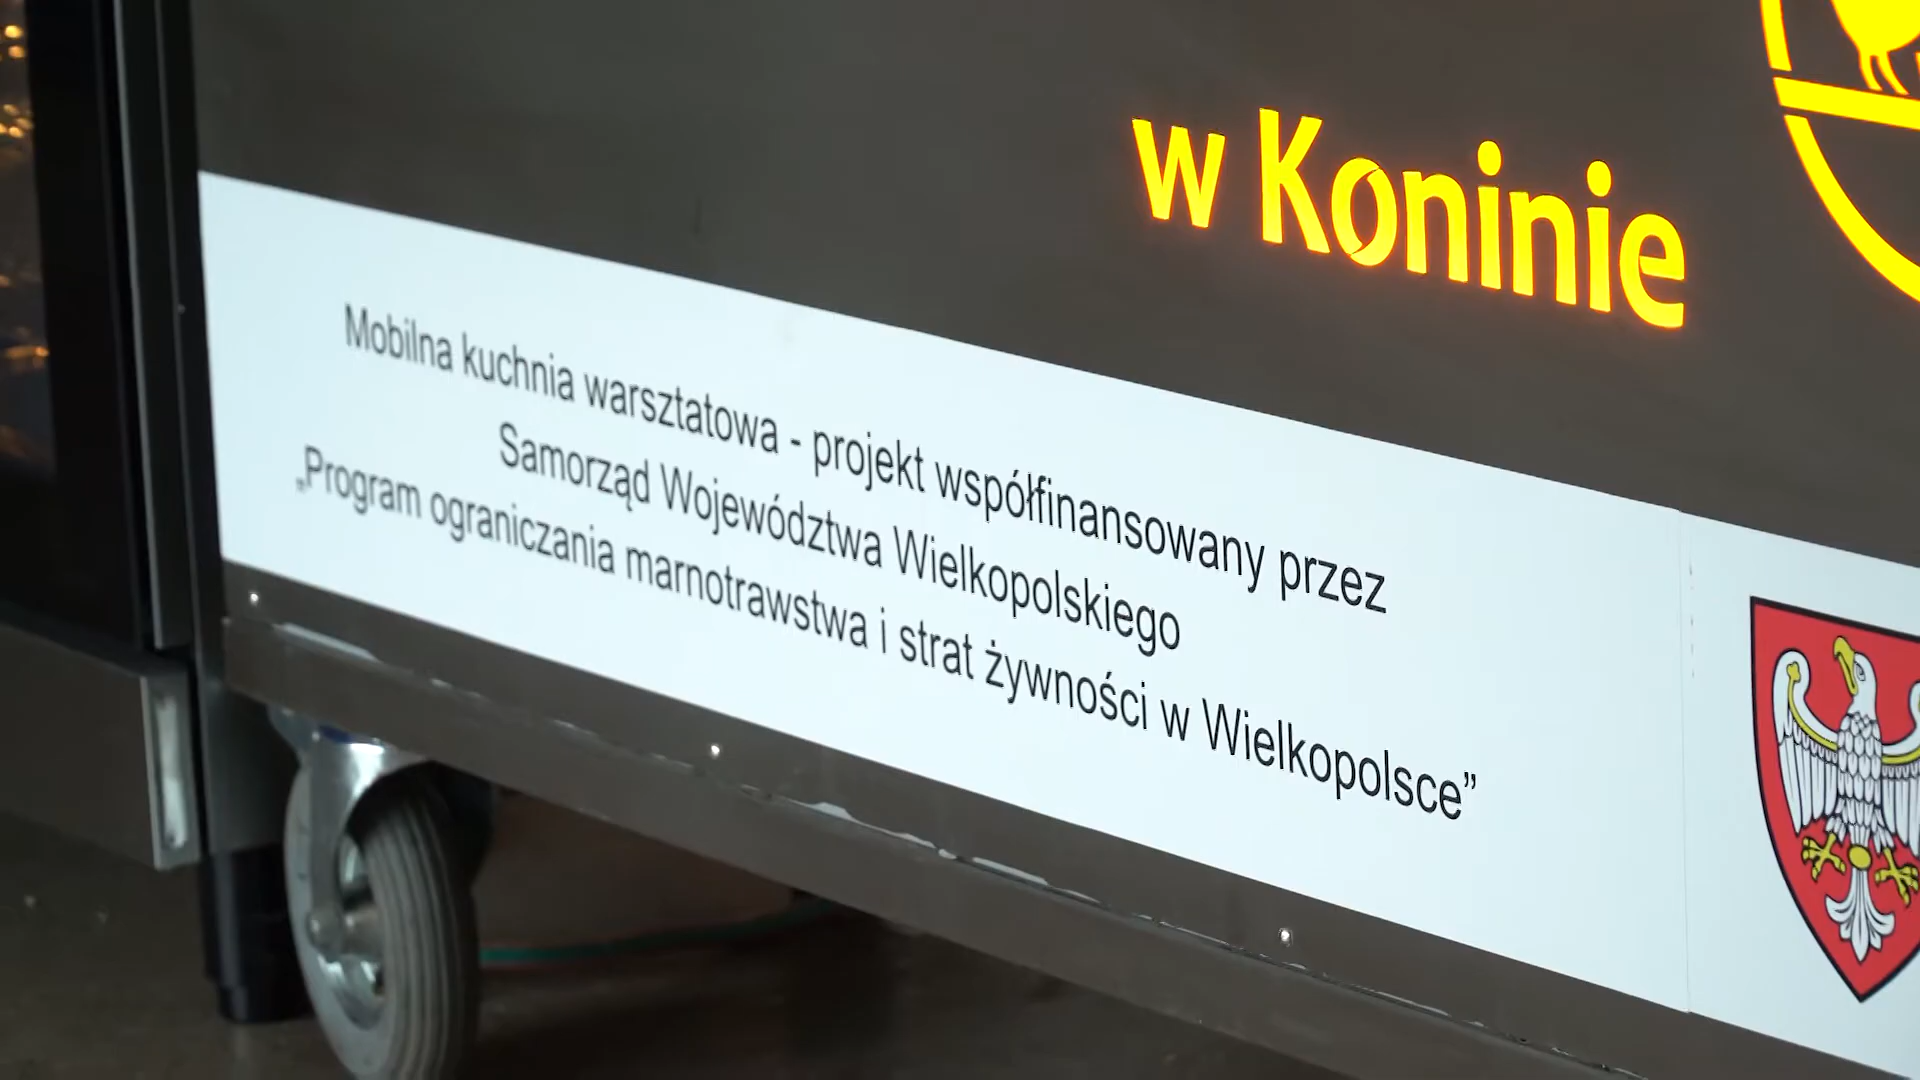 w Koninie
Mobilna kuchnia warsztatowa - projekt współfinansowany przez
Samorząd Województwa Wielkopolskiego
„Program ograniczania marnotrawstwa i strat żywności w Wielkopolsce”